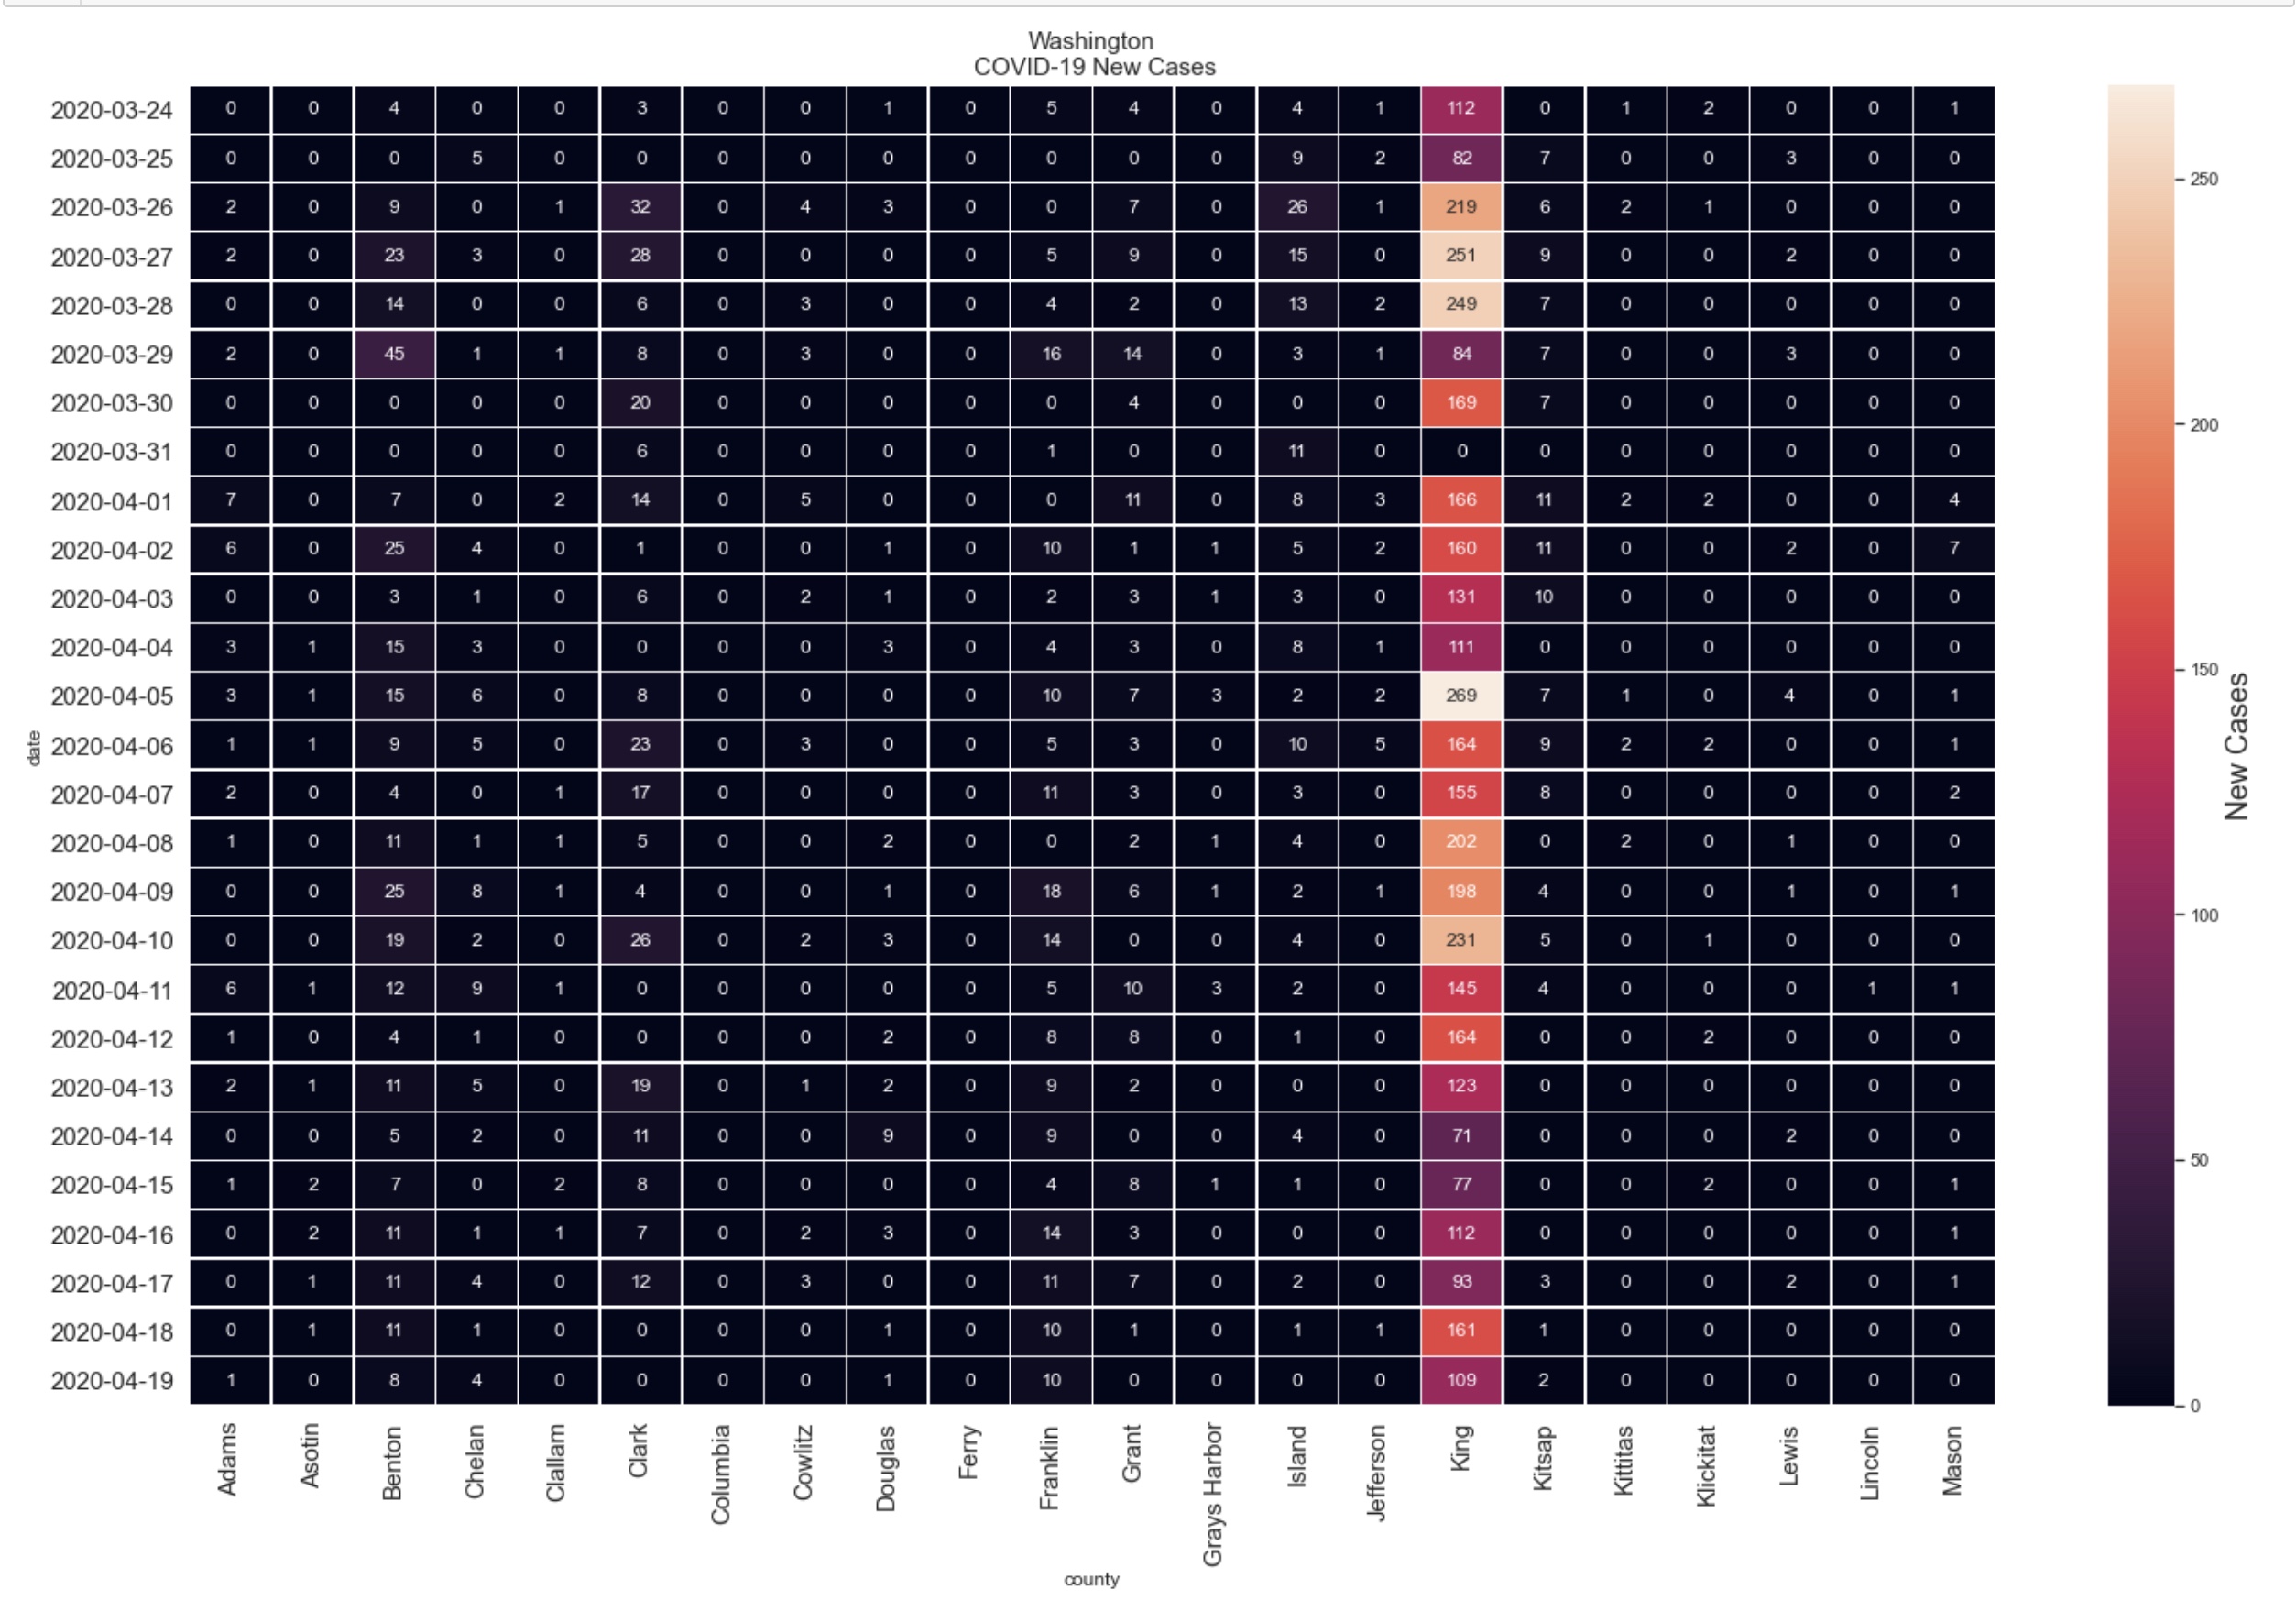 Washington
COVID-19 New Cases
2020-03-24 0 0 4 0 0 3 0 0 1 0 5 4 0 4 1 112 0 1 2 0 0 1
2020-03-25 0 0 0 5 0 0 0 0 0 0 0 0 0 9 2 82 7 0 0 3 0 0
2020-03-26 2 0 9 0 1 32 0 4 3 0 0 7 0 26 1 219 6 2 1 0 0 0
2020-03-27 2 0 23 3 0 28 0 0 0 0 5 9 0 15 0 251 9 0 0 2 0 0
2020-03-28 0 0 14 0 0 6 0 3 0 0 4 2 0 13 2 249 7 0 0 0 0 0
2020-03-29 2 0 45 1 1 8 0 3 0 0 16 14 0 3 1 84 7 0 0 3 0 0
2020-03-30 0 0 0 0 0 20 0 0 0 0 0 4 0 0 0 169 7 0 0 0 0 0
2020-03-31 0 0 0 0 0 6 0 0 0 0 1 0 0 11 0 0 0 0 0 0 0 0
2020-04-01 7 0 7 0 2 14 0 5 0 0 0 11 0 8 3 166 11 2 2 0 0 4
2020-04-02 6 0 25 4 0 1 0 0 1 0 10 1 1 5 2 160 11 0 0 2 0 7
2020-04-03 0 0 3 1 0 6 0 2 1 0 2 3 1 3 0 131 10 0 0 0 0 0
2020-04-04 3 1 15 3 0 0 0 0 3 0 4 3 0 8 1 111 0 0 0 0 0 0
2020-04-05 3 1 15 6 0 8 0 0 0 0 10 7 3 2 2 269 7 1 0 4 0 1
2020-04-06 1 1 9 5 0 23 0 3 0 0 5 3 0 10 5 164 9 2 2 0 0 1
2020-04-07 2 0 4 0 1 17 0 0 0 0 11 3 0 3 0 155 8 0 0 0 0 2
2020-04-08 1 0 11 1 1 5 0 0 2 0 0 2 1 4 0 202 0 2 0 1 0 0
2020-04-09 0 0 25 8 1 4 0 0 1 0 18 6 1 2 1 198 4 0 0 1 0 1
2020-04-10 0 0 19 2 0 26 0 2 3 0 14 0 0 4 0 231 5 0 1 0 0 0
2020-04-11 6 1 12 9 1 0 0 0 0 0 5 10 3 2 0 145 4 0 0 0 1 1
2020-04-12 1 0 4 1 0 0 0 0 2 0 8 8 0 1 0 164 0 0 2 0 0 0
2020-04-13 2 1 11 5 0 19 0 1 2 0 9 2 0 0 0 123 0 0 0 0 0 0
2020-04-14 0 0 5 2 0 11 0 0 9 0 9 0 0 4 0 71 0 0 0 2 0 0
2020-04-15 1 2 7 0 2 8 0 0 0 0 4 8 1 1 0 77 0 0 2 0 0 1
2020-04-16 0 2 11 1 1 7 0 2 3 0 14 3 0 0 0 112 0 0 0 0 0 1
2020-04-17 0 1 11 4 0 12 0 3 0 0 11 7 0 2 0 93 3 0 0 2 0 1
2020-04-18 0 1 11 1 0 0 0 0 1 0 10 1 0 1 1 161 1 0 0 0 0 0
2020-04-19 1 0 8 4 0 0 0 0 1 0 10 0 0 0 0 109 2 0 0 0 0 0
Adams Asotin Benton Chelan Clallam Clark Columbia Cowlitz Douglas Ferry Franklin Grant Grays Harbor Island Jefferson King Kitsap Kittitas Klickitat Lewis Lincoln Mason
county
date
250
200
150
100
50
0
New Cases